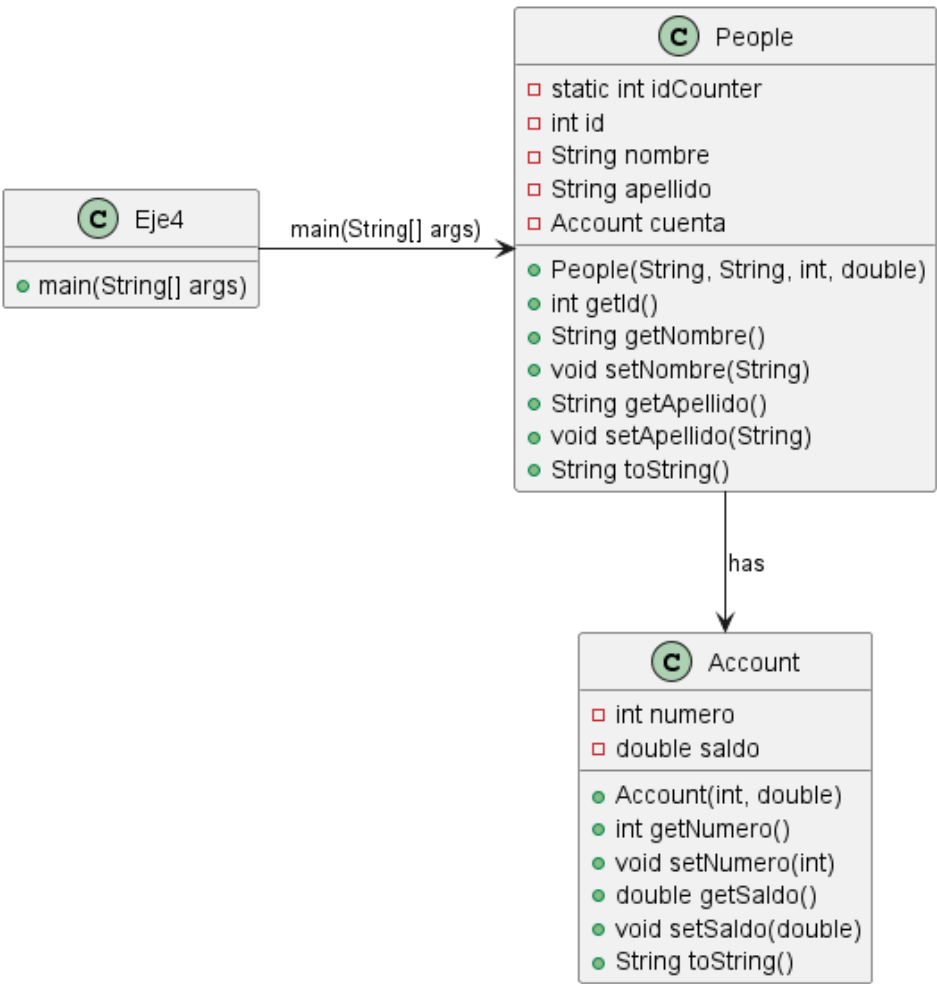 C People
static int idCounter
int id
String nombre
String apellido
Account cuenta
People(String, String, int, double)
int getId()
String getNombre()
void setNombre(String)
String getApellido()
void setApellido(String)
String toString()
C Eje4
main(String[] args)
main(String[] args)
has
C Account
int numero
double saldo
Account(int, double)
int getNumero()
void setNumero(int)
double getSaldo()
void setSaldo(double)
String toString()